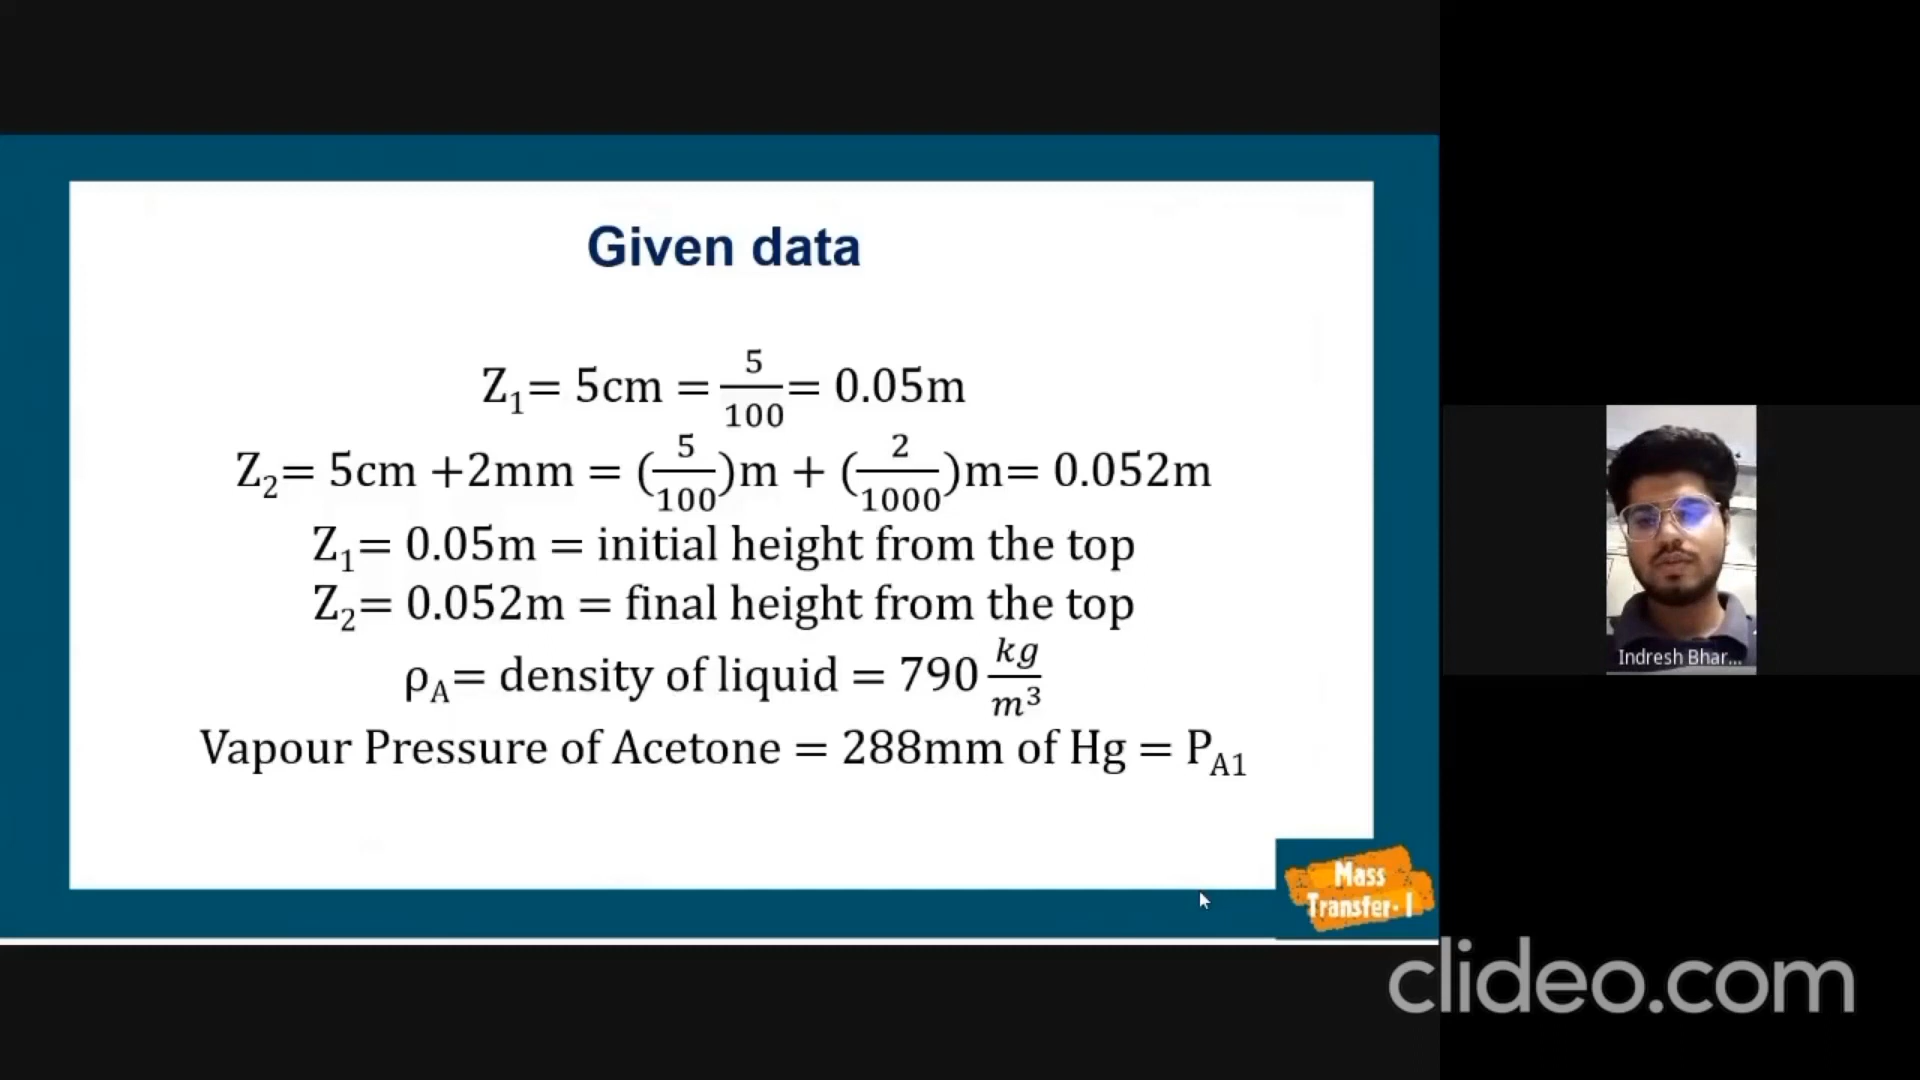 Given data
Z₁= 5cm = 5/100 = 0.05m
Z₂= 5cm +2mm = (5/100)m + (2/1000)m= 0.052m
Z₁= 0.05m = initial height from the top
Z₂= 0.052m = final height from the top
ρA= density of liquid = 790 kg/m³
Vapour Pressure of Acetone = 288mm of Hg = PA1
Mass
Transfer- I
Indresh Bhar...
clideo.com